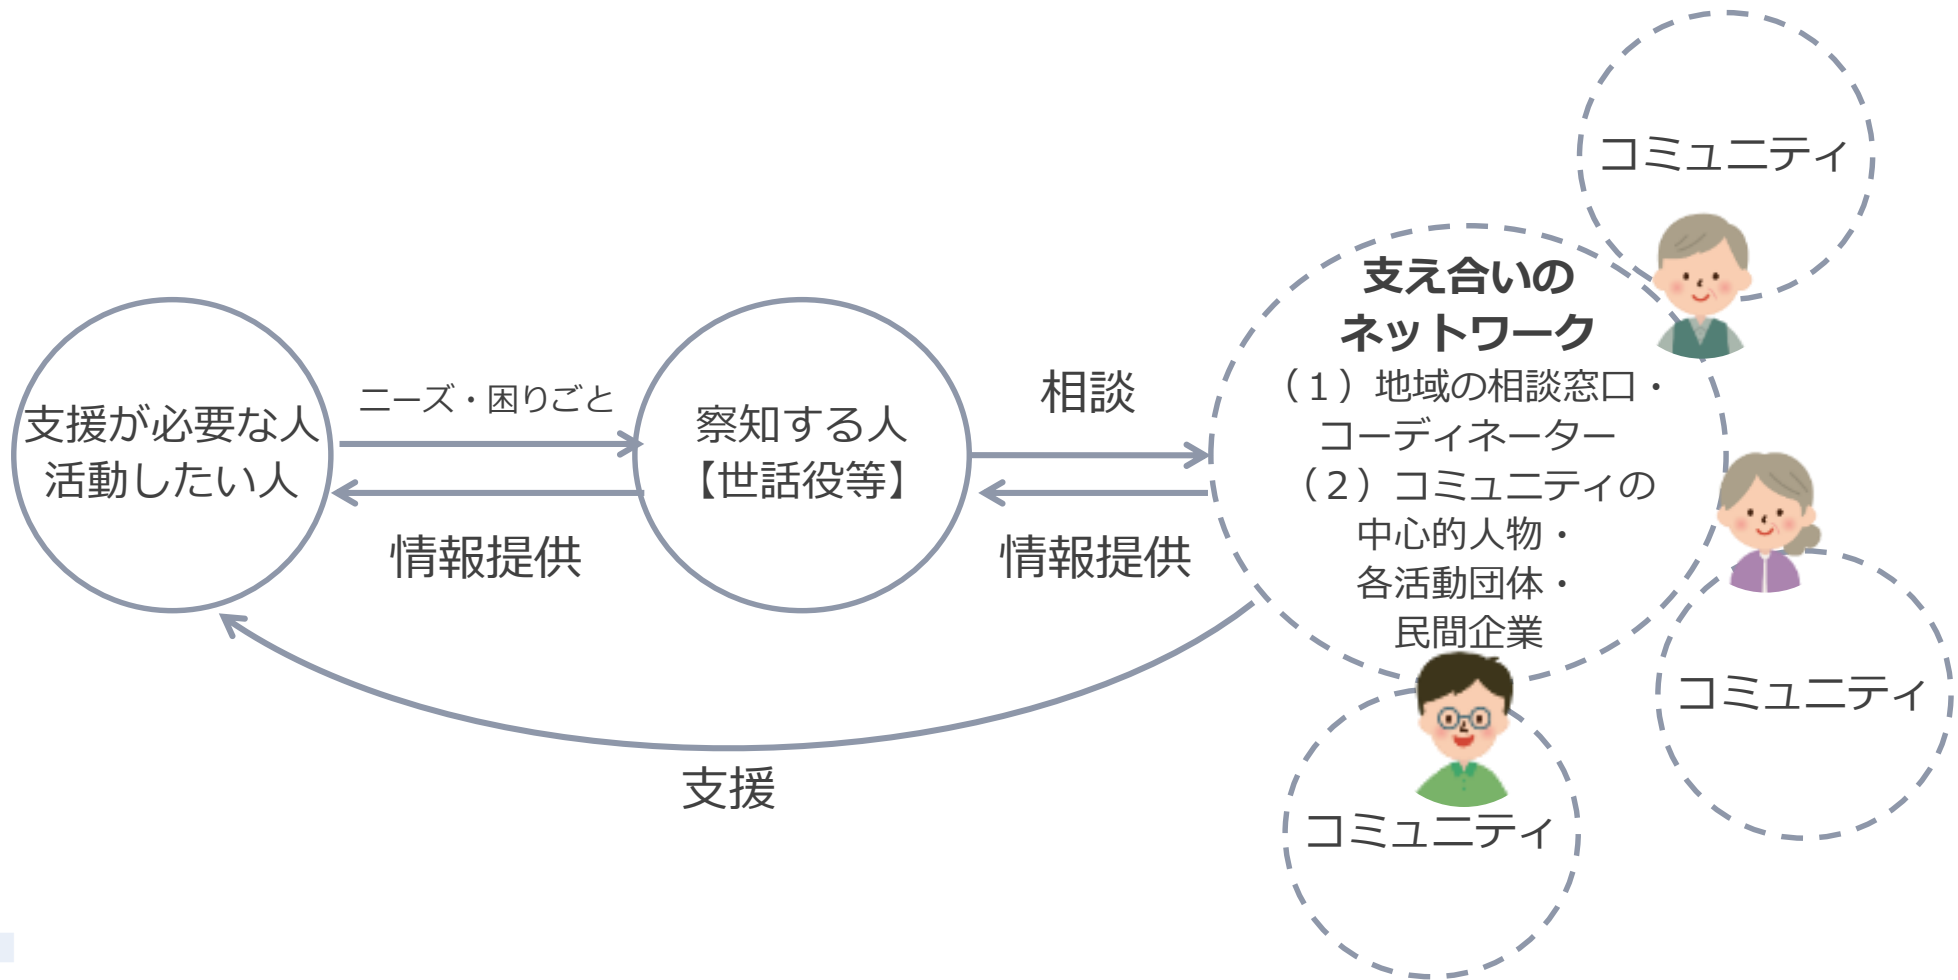 支援が必要な人
活動したい人
ニーズ・困りごと
情報提供
察知する人
【世話役等】
相談
情報提供
支援
支え合いの
ネットワーク
（１）地域の相談窓口・
コーディネーター
（２）コミュニティの
中心的人物・
各活動団体・
民間企業
コミュニティ
コミュニティ
コミュニティ